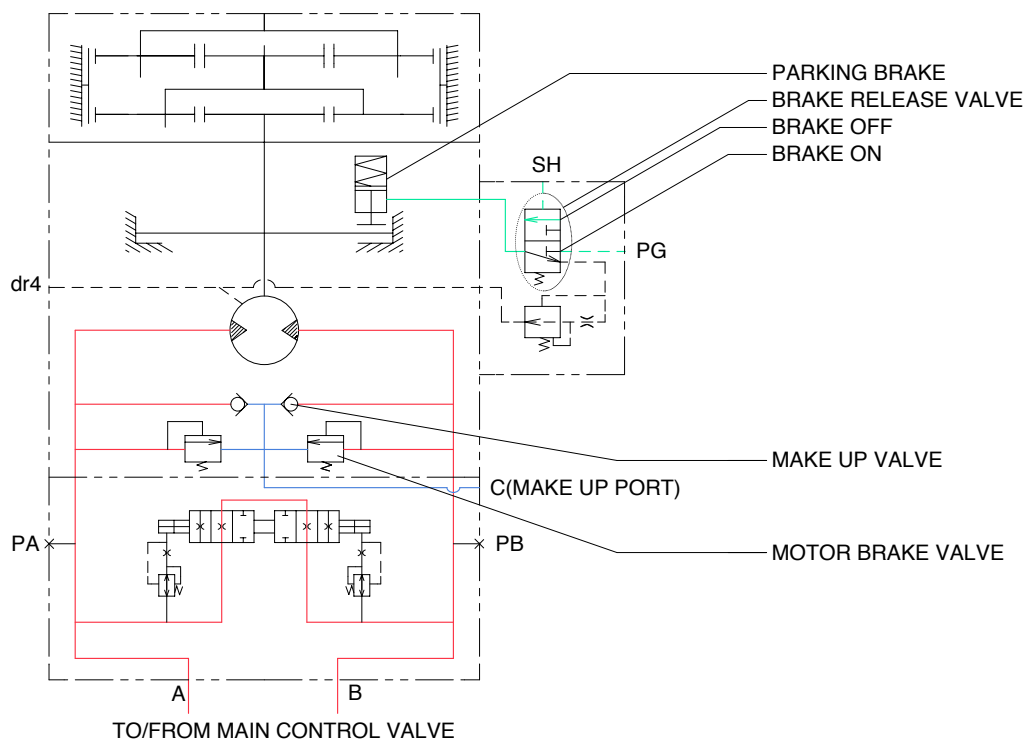 PARKING BRAKE
BRAKE RELEASE VALVE
BRAKE OFF
BRAKE ON
SH
PG
dr4
MAKE UP VALVE
C(MAKE UP PORT)
PA
PB
MOTOR BRAKE VALVE
A
B
TO/FROM MAIN CONTROL VALVE